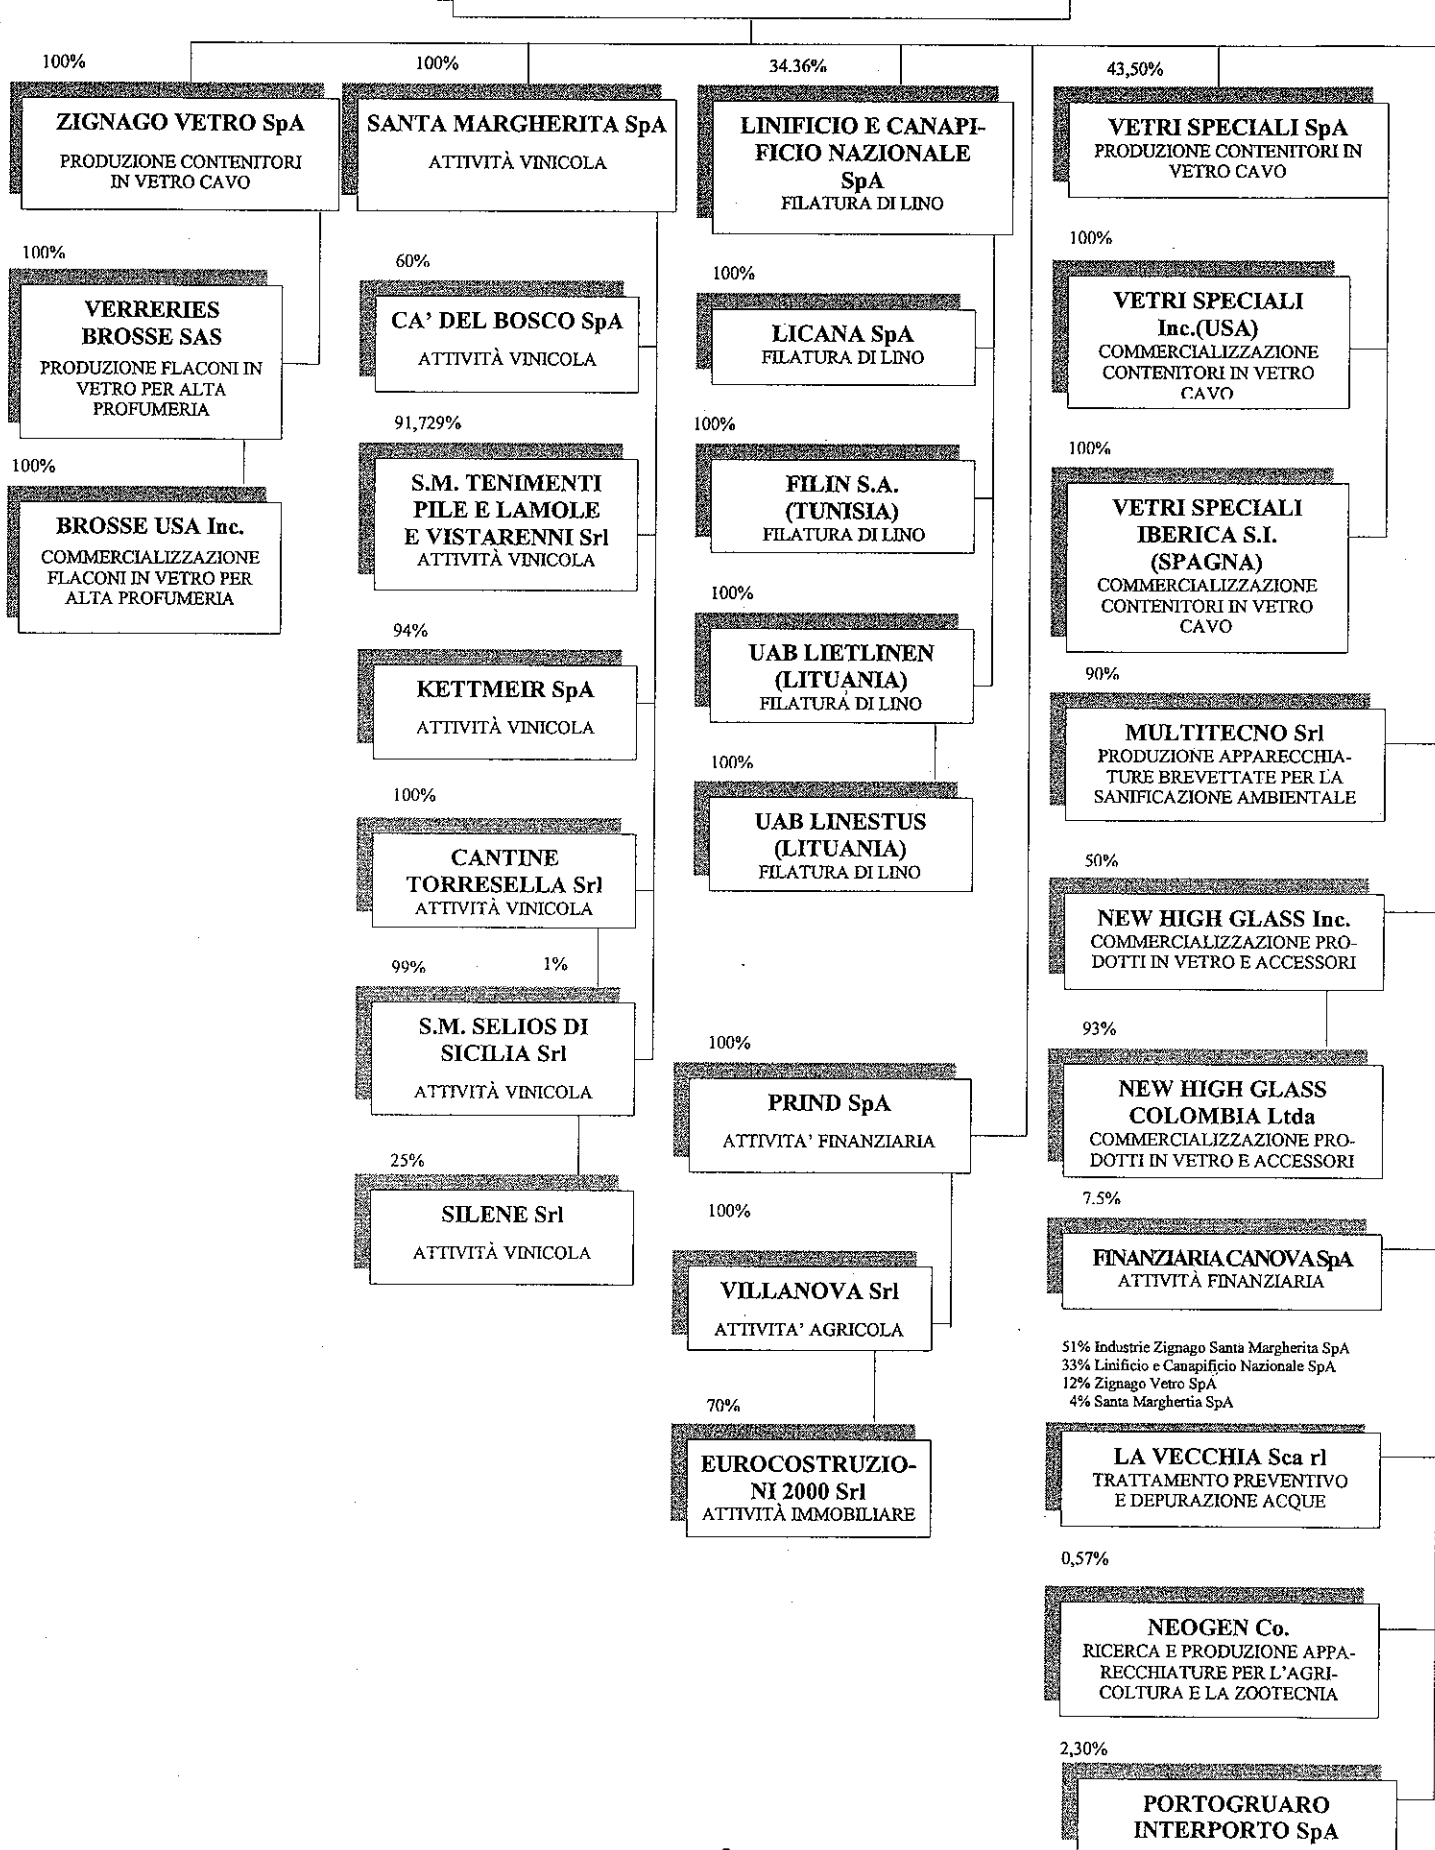 100%
ZIGNAGO VETRO SpA
PRODUZIONE CONTENITORI
IN VETRO CAVO
100%
VERRERIES
BROSSE SAS
PRODUZIONE FLACONI IN
VETRO PER ALTA
PROFUMERIA
100%
BROSSE USA Inc.
COMMERCIALIZZAZIONE
FLACONI IN VETRO PER
ALTA PROFUMERIA
100%
SANTA MARGHERITA SpA
ATTIVITÀ VINICOLA
60%
CA' DEL BOSCO SpA
ATTIVITÀ VINICOLA
91,729%
S.M. TENIMENTI
PILE E LAMOLE
E VISTARENNI Srl
ATTIVITÀ VINICOLA
94%
KETTMEIR SpA
ATTIVITÀ VINICOLA
100%
CANTINE
TORRESELLA Srl
ATTIVITÀ VINICOLA
99% 1%
S.M. SELIOS DI
SICILIA Srl
ATTIVITÀ VINICOLA
25%
SILENE Srl
ATTIVITÀ VINICOLA
34.36%
LINIFICIO E CANAPI-
FICIO NAZIONALE
SpA
FILATURA DI LINO
100%
LICANA SpA
FILATURA DI LINO
100%
FILIN S.A.
(TUNISIA)
FILATURA DI LINO
100%
UAB LIETLINEN
(LITUANIA)
FILATURA DI LINO
100%
UAB LINESTUS
(LITUANIA)
FILATURA DI LINO
100%
PRIND SpA
ATTIVITA' FINANZIARIA
100%
VILLANOVA Srl
ATTIVITA' AGRICOLA
70%
EUROCOSTRUZIO-
NI 2000 Srl
ATTIVITÀ IMMOBILIARE
43,50%
VETRI SPECIALI SpA
PRODUZIONE CONTENITORI IN
VETRO CAVO
100%
VETRI SPECIALI
Inc.(USA)
COMMERCIALIZZAZIONE
CONTENITORI IN VETRO
CAVO
100%
VETRI SPECIALI
IBERICA S.I.
(SPAGNA)
COMMERCIALIZZAZIONE
CONTENITORI IN VETRO
CAVO
90%
MULTITECNO Srl
PRODUZIONE APPARECCHIA-
TURE BREVETTATE PER LA
SANIFICAZIONE AMBIENTALE
50%
NEW HIGH GLASS Inc.
COMMERCIALIZZAZIONE PRO-
DOTTI IN VETRO E ACCESSORI
93%
NEW HIGH GLASS
COLOMBIA Ltda
COMMERCIALIZZAZIONE PRO-
DOTTI IN VETRO E ACCESSORI
7.5%
FINANZIARIA CANOVA SpA
ATTIVITÀ FINANZIARIA
51% Industrie Zignago Santa Margherita SpA
33% Linificio e Canapificio Nazionale SpA
12% Zignago Vetro SpA
4% Santa Marghertia SpA
LA VECCHIA Sca rl
TRATTAMENTO PREVENTIVO
E DEPURAZIONE ACQUE
0,57%
NEOGEN Co.
RICERCA E PRODUZIONE APPA-
RECCHIATURE PER L'AGRI-
COLTURA E LA ZOOTECNIA
2,30%
PORTOGRUARO
INTERPORTO SpA